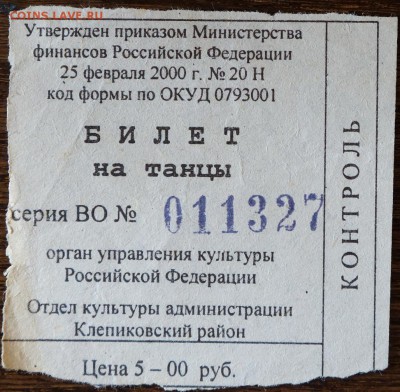 COINS.LAVE.RU
Утвержден приказом Министерства
финансов Российской Федерации
25 февраля 2000 г. № 20 Н
код формы по ОКУД 0793001
БИЛЕТ
на танцы
серия ВО № 011327
орган управления культуры
Российской Федерации
Отдел культуры администрации
Клепиковский район
Цена 5 – 00 руб.
КОНТРОЛЬ